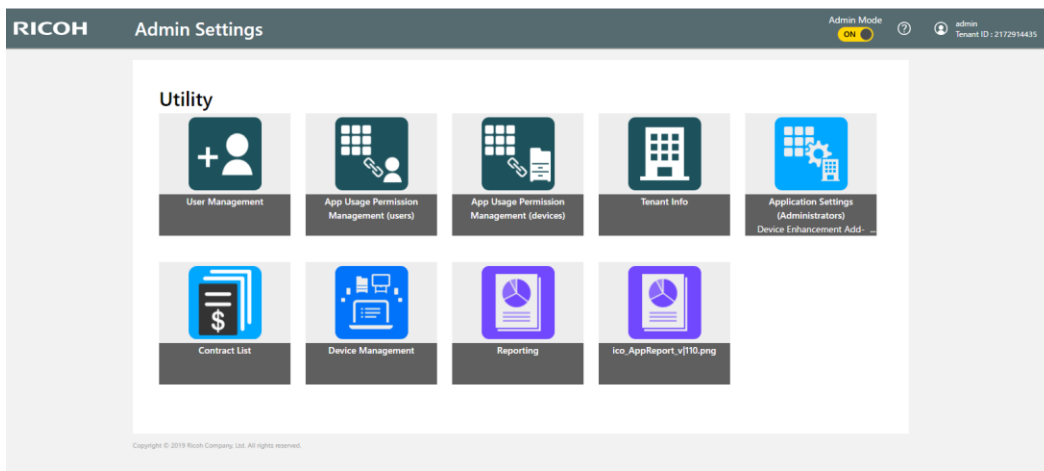 RICOH
Admin Settings
Admin Mode
ON
?
admin
Tenant ID : 2172914435
Utility
User Management
App Usage Permission
Management (users)
App Usage Permission
Management (devices)
Tenant Info
Application Settings
(Administrators)
Device Enhancement Add- ...
$
Contract List
Device Management
Reporting
ico_AppReport_v|110.png
Copyright © 2019 Ricoh Company, Ltd. All rights reserved.